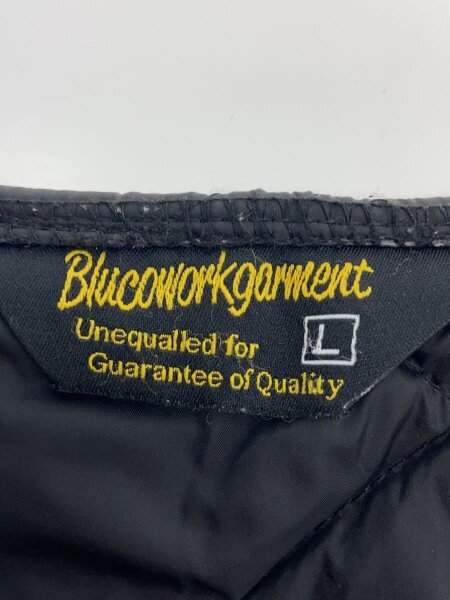 Blucoworkgarment
Unequalled for L
Guarantee of Quality